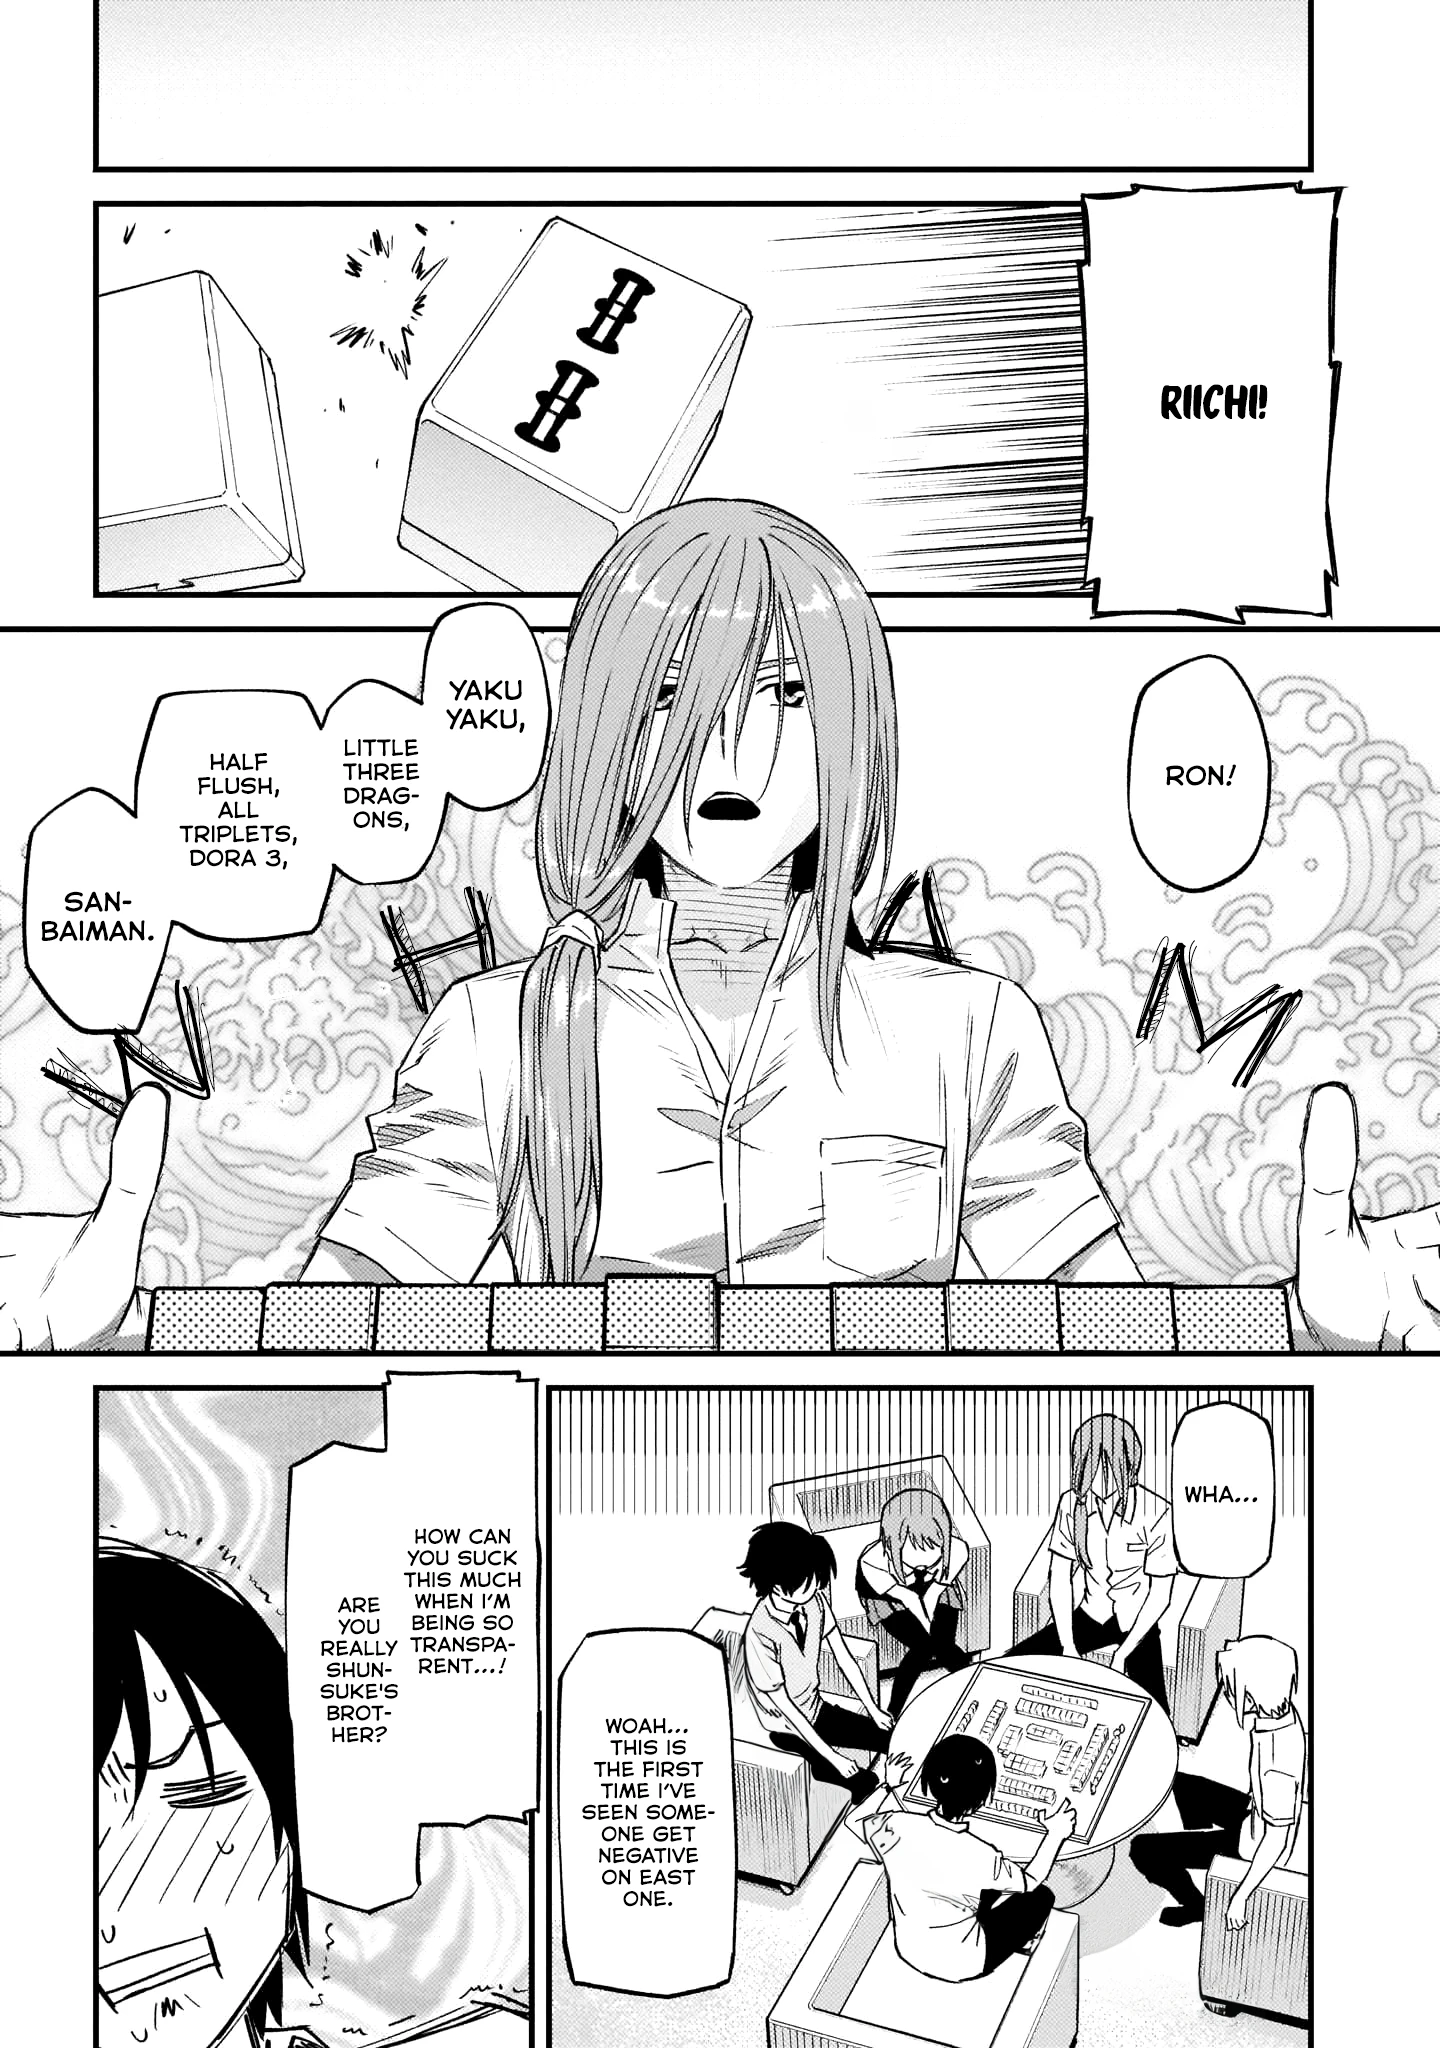 RIICHI!
RON!
YAKU
YAKU,
LITTLE
THREE
DRAG-
ONS,
HALF
FLUSH,
ALL
TRIPLETS,
DORA 3,
SAN-
BAIMAN.
WHAM
WHA...
WOAH...
THIS IS
THE FIRST
TIME I'VE
SEEN SOME-
ONE GET
NEGATIVE
ON EAST
ONE.
HOW CAN
YOU SUCK
THIS MUCH
WHEN I'M
BEING SO
TRANSPA-
RENT...!
ARE
YOU
REALLY
SHUN-
SUKE'S
BROT-
HER?